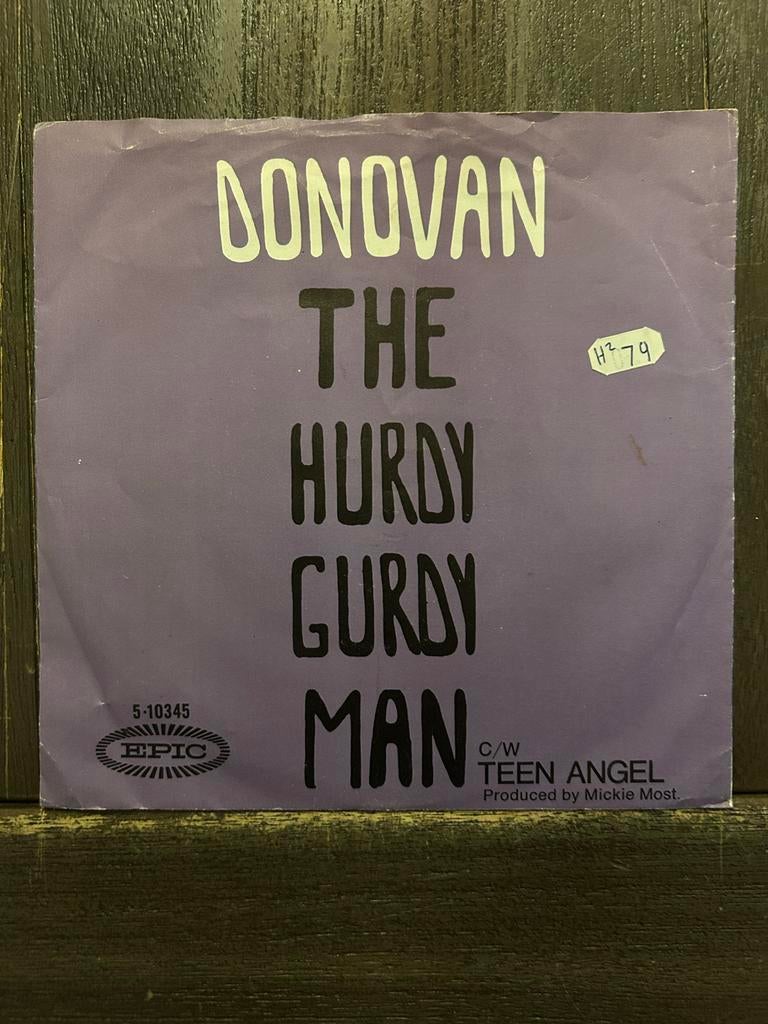 DONOVAN
THE
H² 79
HURDY
GURDY
MAN
5-10345
EPIC
C/W
TEEN ANGEL
Produced by Mickie Most.